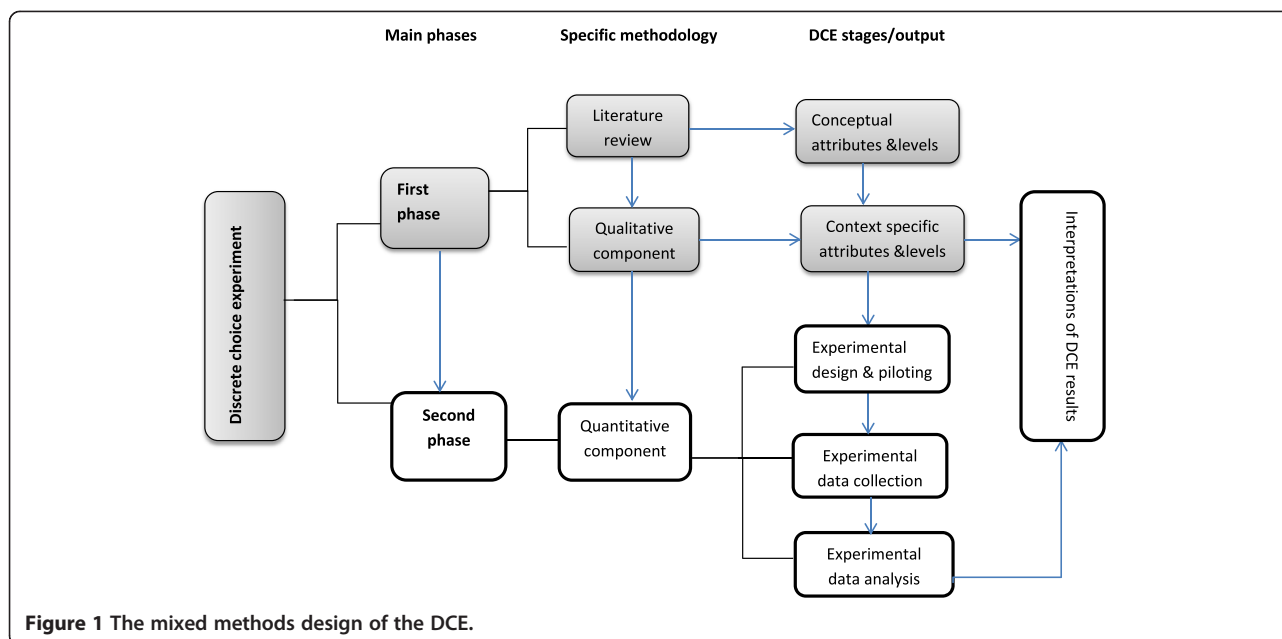 Main phases
Specific methodology
DCE stages/output
Literature
review
Conceptual
attributes &levels
First
phase
Qualitative
component
Context specific
attributes &levels
Discrete choice experiment
Interpretations of DCE results
Experimental
design & piloting
Second
phase
Quantitative
component
Experimental
data collection
Experimental
data analysis
Figure 1 The mixed methods design of the DCE.